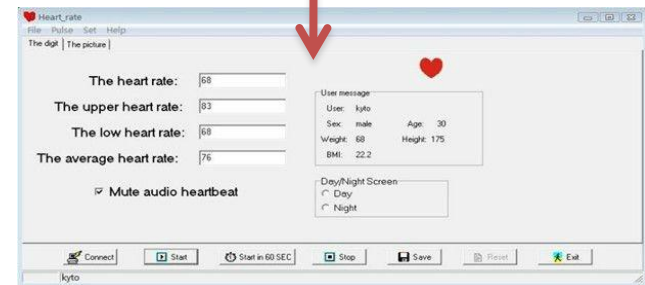 Heart_rate
File Pulse Set Help
The digit The picture
The heart rate: 68
The upper heart rate: 83
The low heart rate: 68
The average heart rate: 76
Mute audio heartbeat
User message
User: kyto
Sex: male Age: 30
Weight: 68 Height: 175
BMI: 22.2
Day/Night Screen
Day
Night
Connect Start Start in 60 SEC Stop Save Reset Exit
kyto